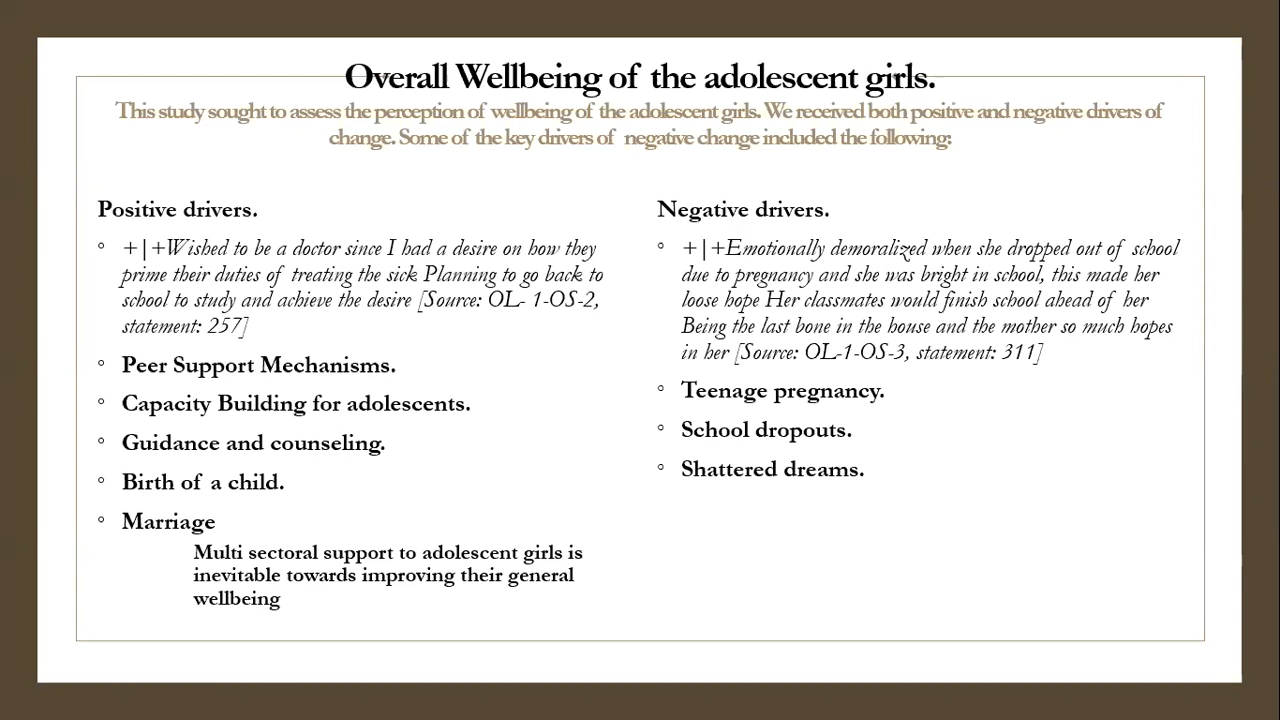 Overall Wellbeing of the adolescent girls.
This study sought to assess the perception of wellbeing of the adolescent girls. We received both positive and negative drivers of
change. Some of the key drivers of negative change included the following:
Positive drivers.
° +|+Wished to be a doctor since I had a desire on how they
prime their duties of treating the sick Planning to go back to
school to study and achieve the desire [Source: OL- 1-OS-2,
statement: 257]
° Peer Support Mechanisms.
° Capacity Building for adolescents.
° Guidance and counseling.
° Birth of a child.
° Marriage
Multi sectoral support to adolescent girls is
inevitable towards improving their general
wellbeing
Negative drivers.
° +|+Emotionally demoralized when she dropped out of school
due to pregnancy and she was bright in school, this made her
loose hope Her classmates would finish school ahead of her
Being the last bone in the house and the mother so much hopes
in her [Source: OL-1-OS-3, statement: 311]
° Teenage pregnancy.
° School dropouts.
° Shattered dreams.